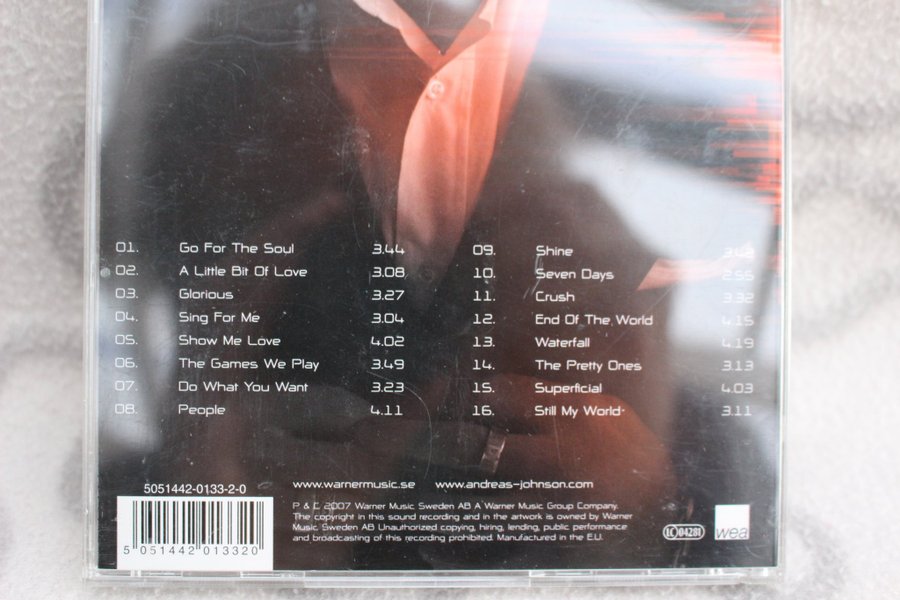 01. Go For The Soul 3.44
02. A Little Bit Of Love 3.08
03. Glorious 3.27
04. Sing For Me 3.04
05. Show Me Love 4.02
06. The Games We Play 3.49
07. Do What You Want 3.23
08. People 4.11
09. Shine 3.42
10. Seven Days 2.55
11. Crush 3.32
12. End Of The World 4.15
13. Waterfall 4.19
14. The Pretty Ones 3.13
15. Superficial 4.03
16. Still My World 3.11
5051442-0133-2-0
5 051442 013320
www.warnermusic.se www.andreas-johnson.com
P & C 2007 Warner Music Sweden AB A Warner Music Group Company.
The copyright in this sound recording and in the artwork is owned by Warner
Music Sweden AB Unauthorized copying, hiring, lending, public performance
and broadcasting of this recording prohibited. Manufactured in the E.U.
LC 04281
wea